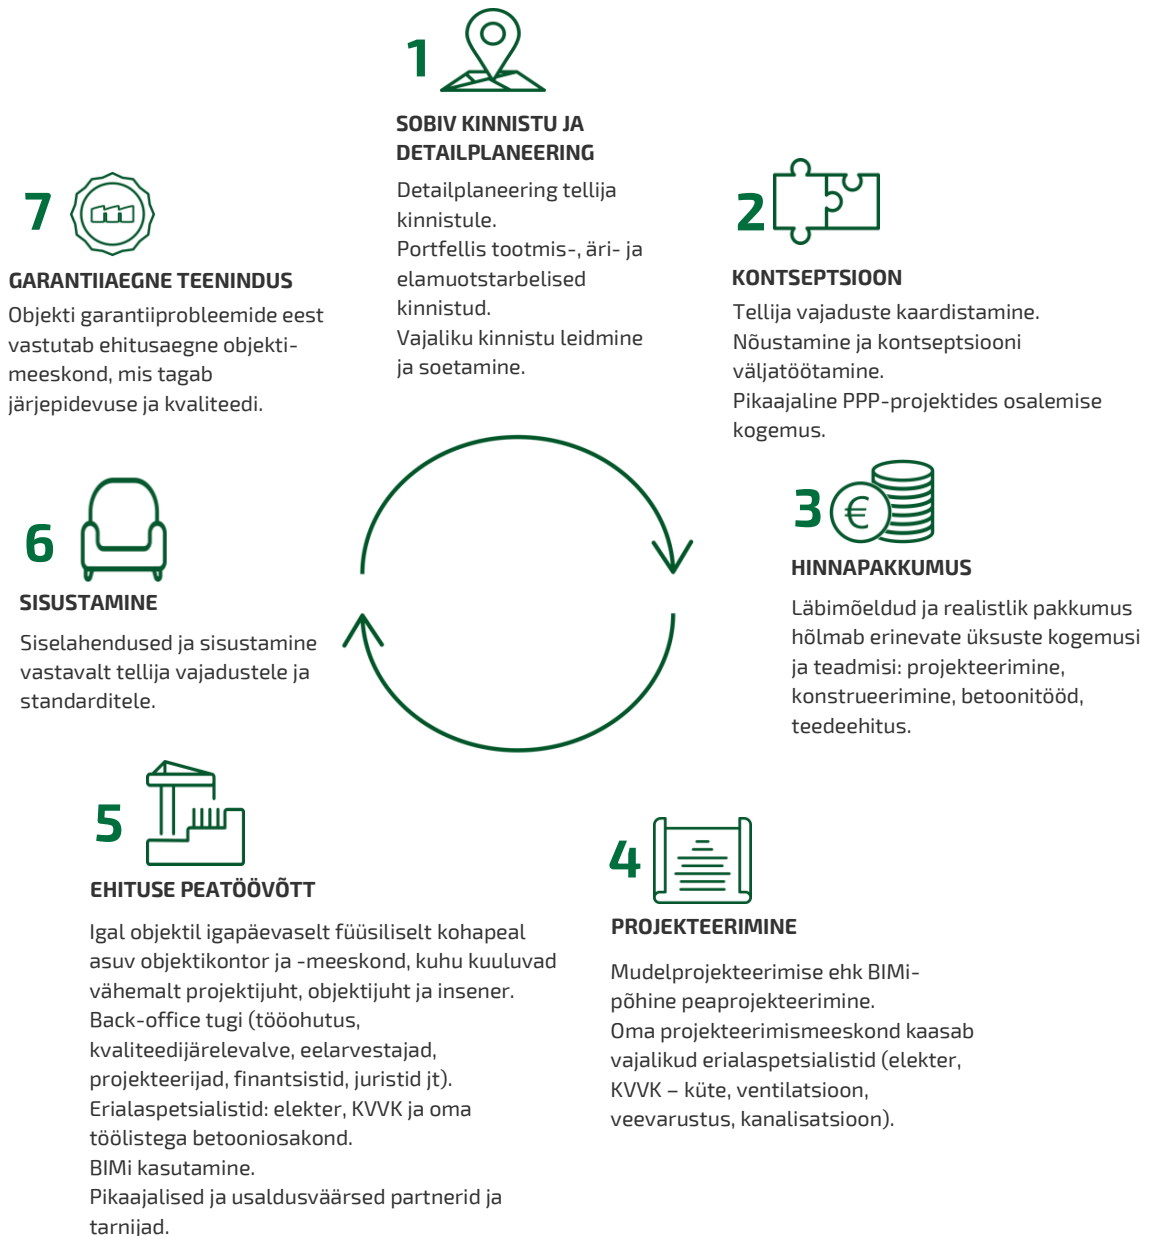 1
SOBIV KINNISTU JA
DETAILPLANEERING
Detailplaneering tellija
kinnistule.
Portfellis tootmis-, äri- ja
elamuotstarbelised
kinnistud.
Vajaliku kinnistu leidmine
ja soetamine.
2
KONTSEPTSIOON
Tellija vajaduste kaardistamine.
Nõustamine ja kontseptsiooni
väljatöötamine.
Pikaajaline PPP-projektides osalemise
kogemus.
3
€
HINNAPAKKUMUS
Läbimõeldud ja realistlik pakkumus
hõlmab erinevate üksuste kogemusi
ja teadmisi: projekteerimine,
konstrueerimine, betoonitööd,
teedeehitus.
4
PROJEKTEERIMINE
Mudelprojekteerimise ehk BIMi-
põhine peaprojekteerimine.
Oma projekteerimismeeskond kaasab
vajalikud erialaspetsialistid (elekter,
KVVK – küte, ventilatsioon,
veevarustus, kanalisatsioon).
5
EHITUSE PEATÖÖVÕTT
Igal objektil igapäevaselt füüsiliselt kohapeal
asuv objektikontor ja -meeskond, kuhu kuuluvad
vähemalt projektijuht, objektijuht ja insener.
Back-office tugi (tööohutus,
kvaliteedijärelevalve, eelarvestajad,
projekteerijad, finantsistid, juristid jt).
Erialaspetsialistid: elekter, KVVK ja oma
töölistega betooniosakond.
BIMi kasutamine.
Pikaajalised ja usaldusväärsed partnerid ja
tarnijad.
6
SISUSTAMINE
Siselahendused ja sisustamine
vastavalt tellija vajadustele ja
standarditele.
7
GARANTIIAEGNE TEENINDUS
Objekti garantiiprobleemide eest
vastutab ehitusaegne objekti-
meeskond, mis tagab
järjepidevuse ja kvaliteedi.